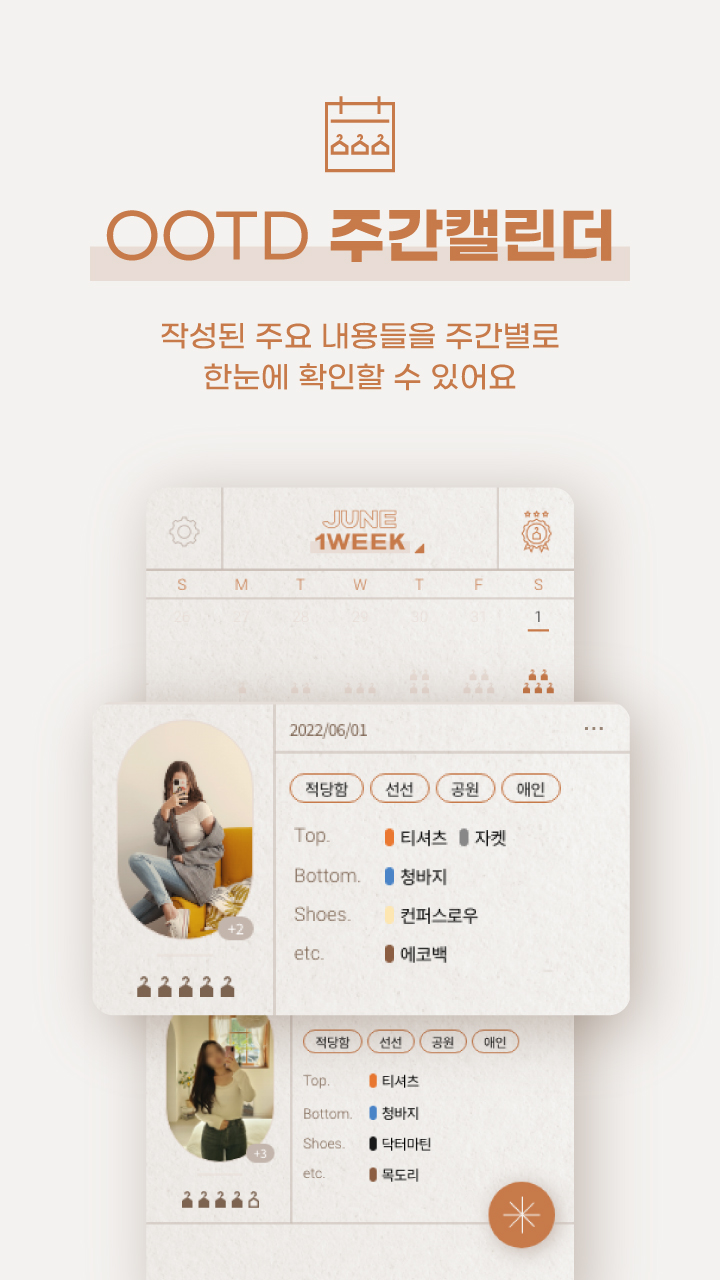 OOTD 주간캘린더
작성된 주요 내용들을 주간별로
한눈에 확인할 수 있어요
JUNE
1WEEK
S M T W T F S
26 27 28 29 30 31 1
2022/06/01 ...
적당함 선선 공원 애인
Top. 티셔츠 자켓
Bottom. 청바지
Shoes. 컨퍼스로우
etc. 에코백
+2
적당함 선선 공원 애인
Top. 티셔츠
Bottom. 청바지
Shoes. 닥터마틴
etc. 목도리
+3